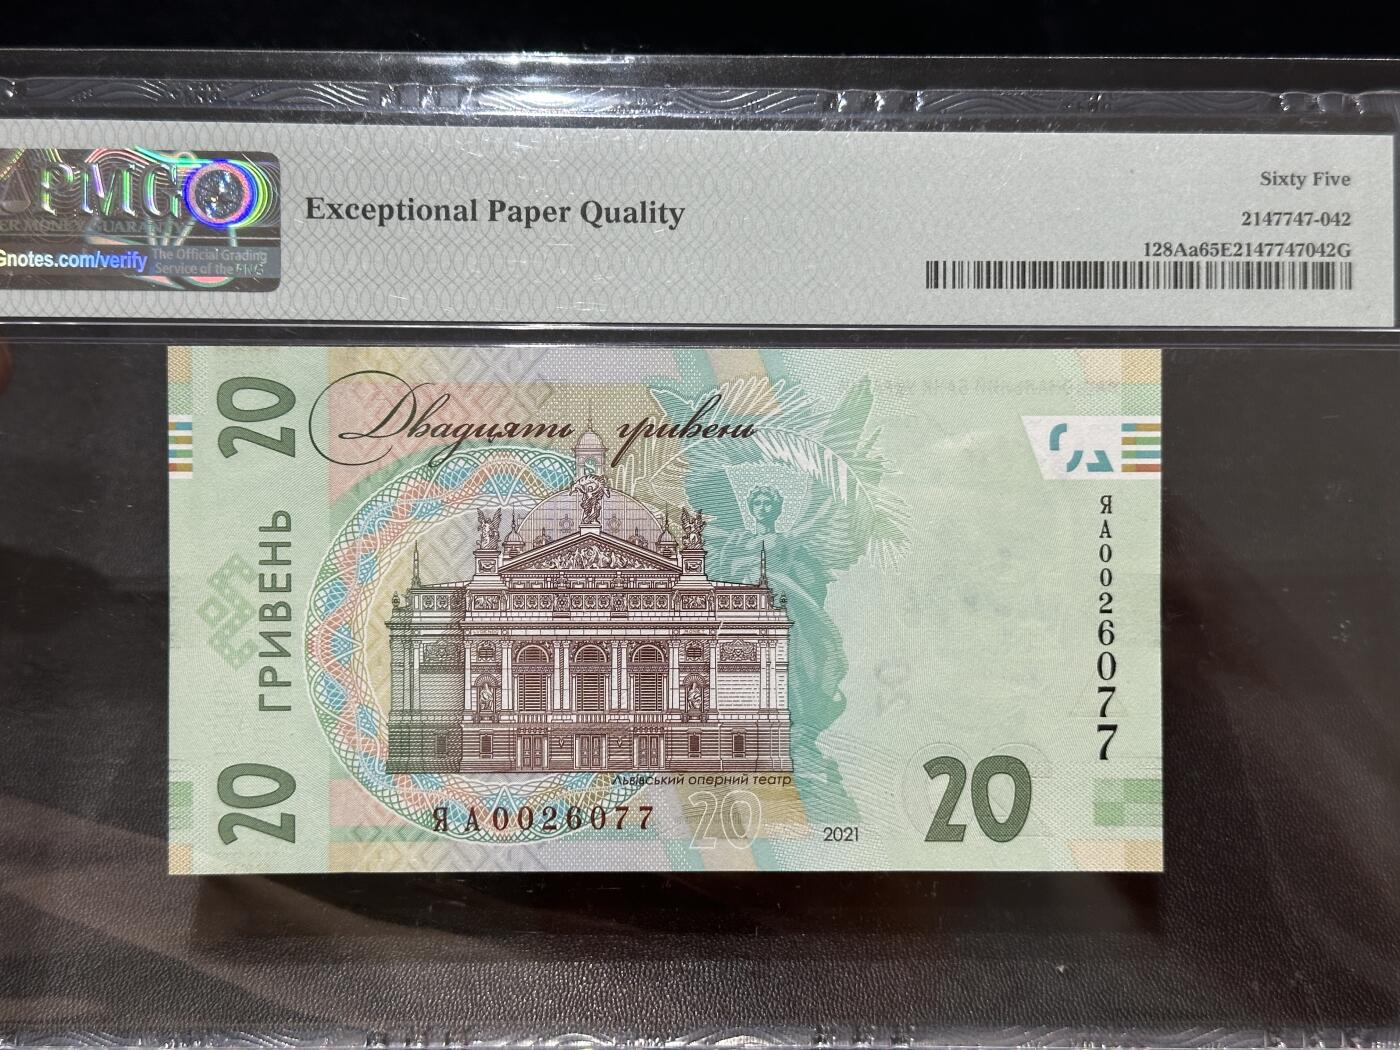 PMG
Gnotes.com/verify
The Official Grading
Service of the PNG
Exceptional Paper Quality
Sixty Five
2147747-042
128Aa65E2147747042G
20
ГРИВЕНЬ
20
Двадцять гривень
Львівський оперний театр
ЯА0026077
20
2021
20
ЯА0026077